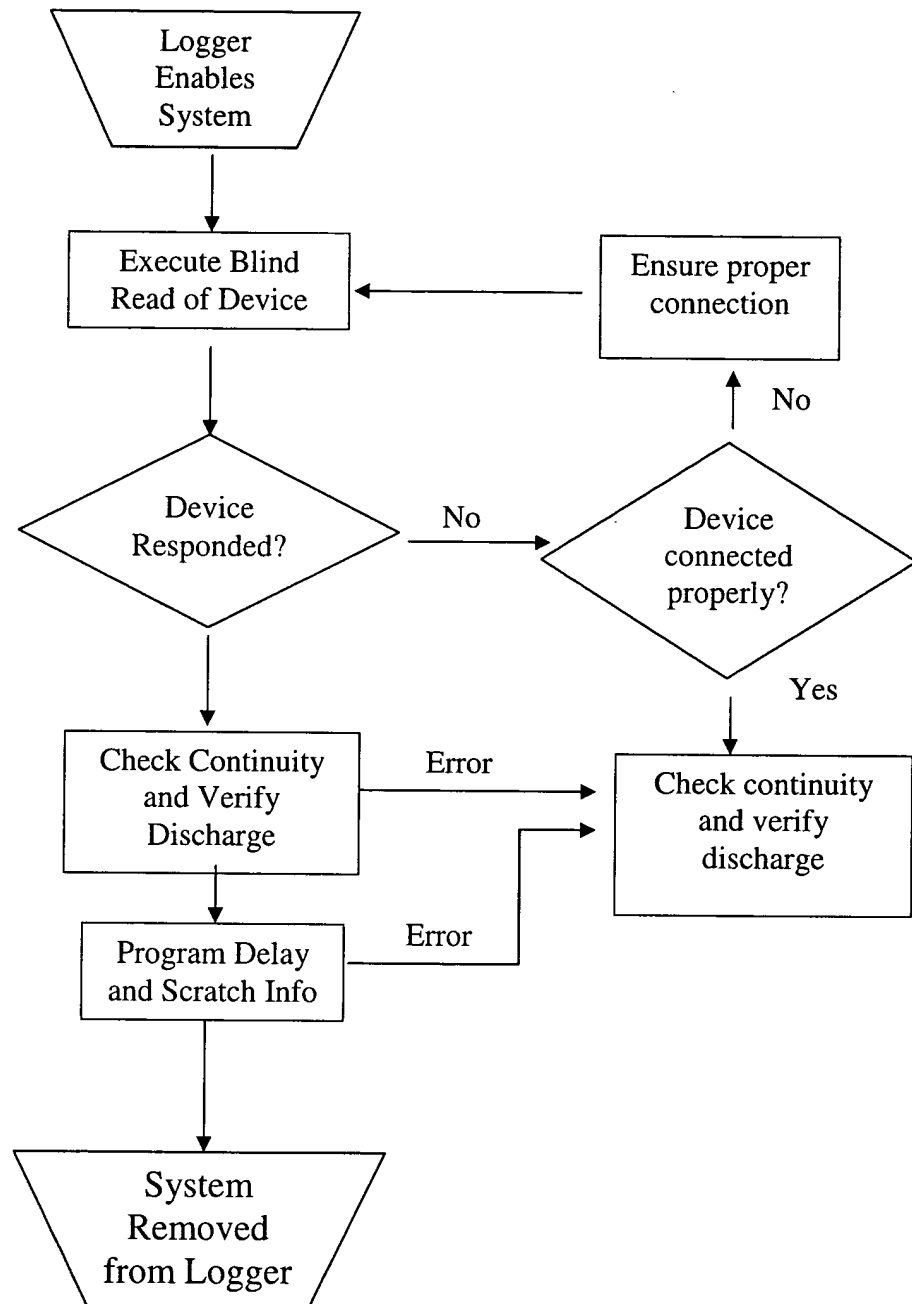 Logger
Enables
System
Execute Blind
Read of Device
Ensure proper
connection
No
Device
Responded?
No
Device
connected
properly?
Yes
Check Continuity
and Verify
Discharge
Error
Check continuity
and verify
discharge
Program Delay
and Scratch Info
Error
System
Removed
from Logger